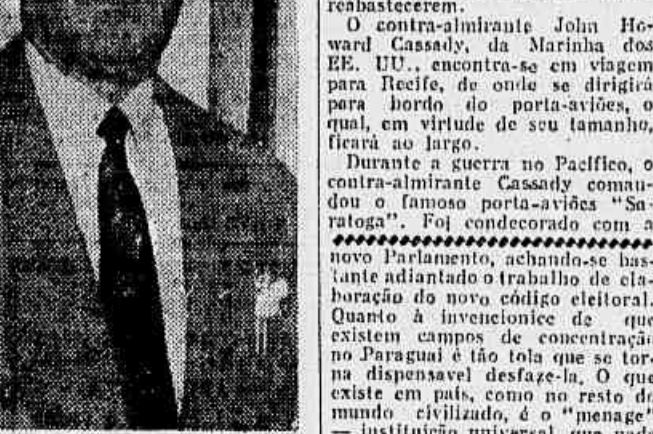 reabastecerem.
O contra-almirante John Ho-
ward Cassady, da Marinha dos
EE. UU., encontra-se em viagem
para Recife, de onde se dirigirá
para bordo do porta-aviões, o
qual, em virtude de seu tamanho,
ficará ao largo.
Durante a guerra no Pacífico, o
contra-almirante Cassady coman-
dou o famoso porta-aviões "Sa-
ratoga". Foi condecorado com a
novo Parlamento, achando-se bas-
tante adiantado o trabalho de ela-
boração do novo código eleitoral.
Quanto à invencionice de que
existem campos de concentração
no Paraguai é tão tola que se tor-
na dispensavel desfaze-la. O que
existe em país, como no resto do
mundo civilizado, é o "menage"
— instituição universal, que nada